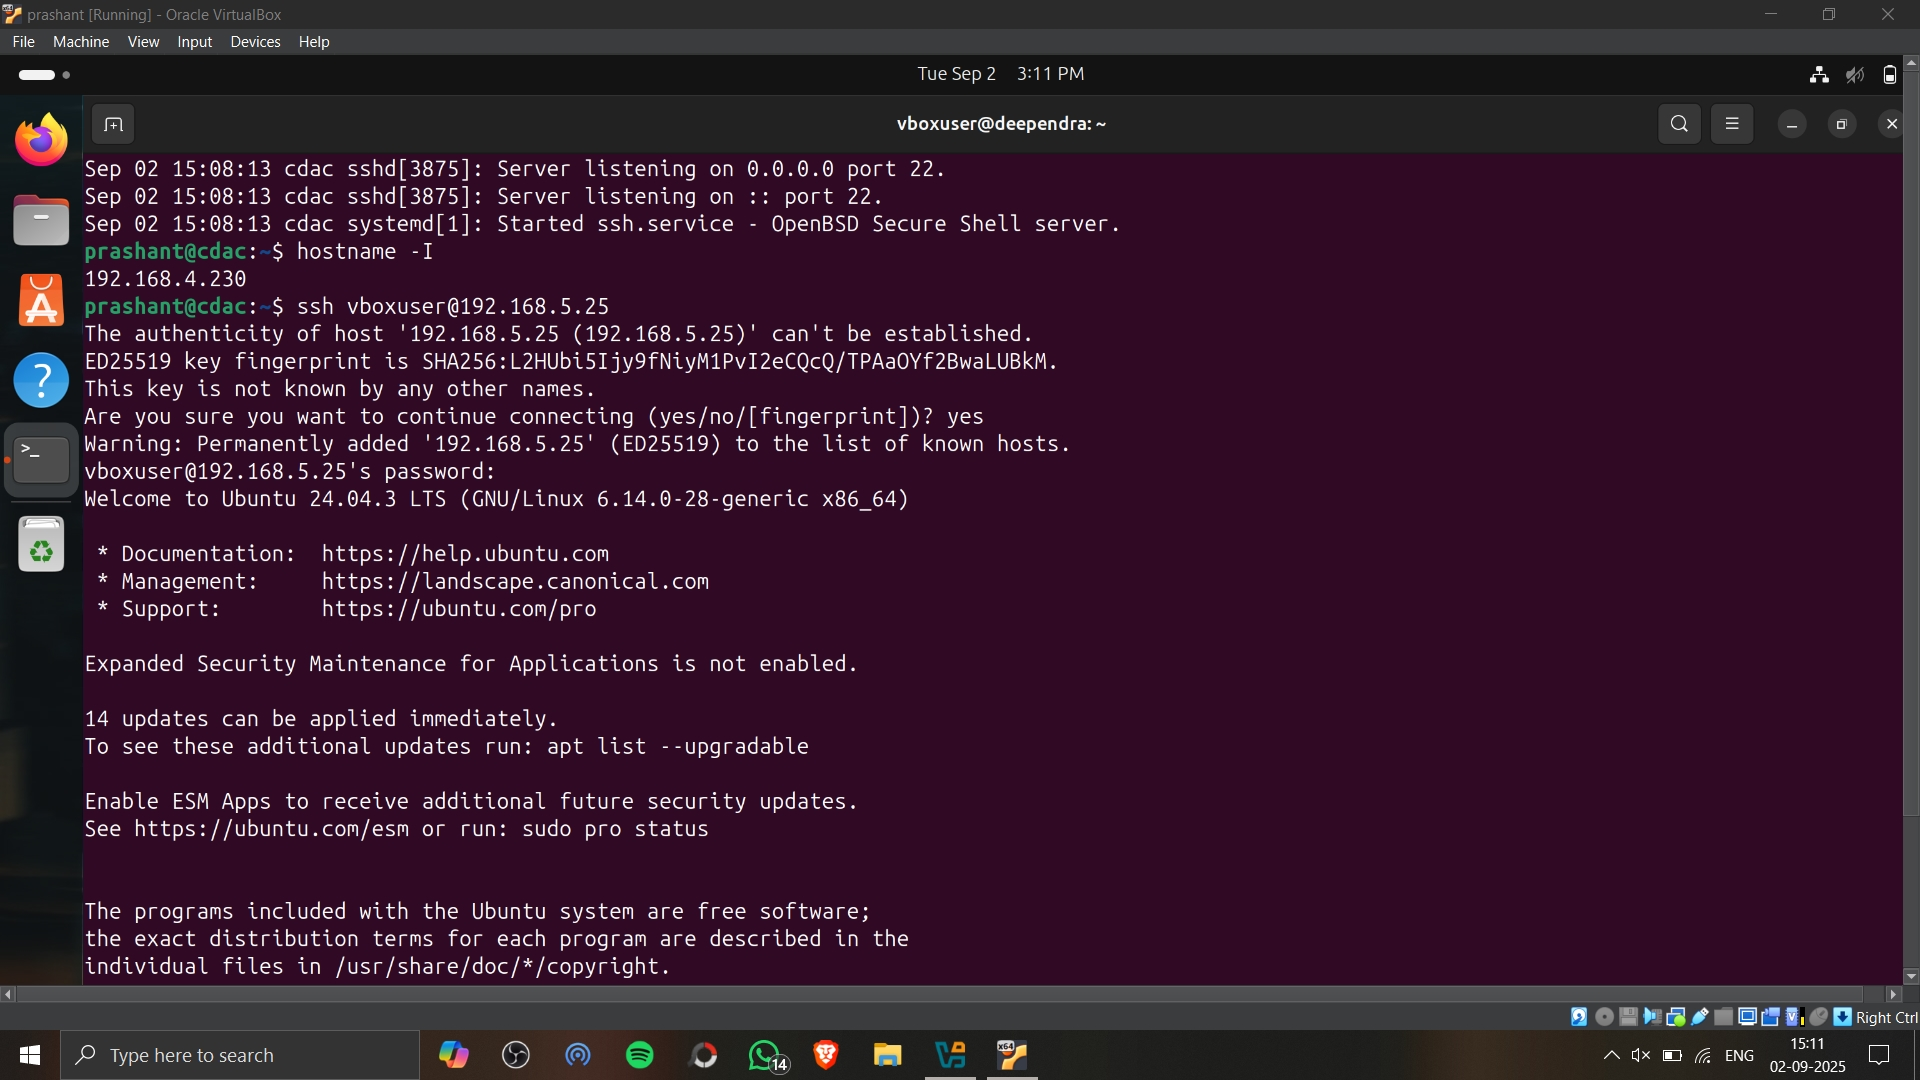 prashant [Running] - Oracle VirtualBox
File Machine View Input Devices Help
Tue Sep 2 3:11 PM
vboxuser@deependra: ~
Sep 02 15:08:13 cdac sshd[3875]: Server listening on 0.0.0.0 port 22.
Sep 02 15:08:13 cdac sshd[3875]: Server listening on :: port 22.
Sep 02 15:08:13 cdac systemd[1]: Started ssh.service - OpenBSD Secure Shell server.
prashant@cdac:~$ hostname -I
192.168.4.230
prashant@cdac:~$ ssh vboxuser@192.168.5.25
The authenticity of host '192.168.5.25 (192.168.5.25)' can't be established.
ED25519 key fingerprint is SHA256:L2HUbi5Ijy9fNiyM1PvI2eCQcQ/TPAaOYf2BwaLUBkM.
This key is not known by any other names.
Are you sure you want to continue connecting (yes/no/[fingerprint])? yes
Warning: Permanently added '192.168.5.25' (ED25519) to the list of known hosts.
vboxuser@192.168.5.25's password:
Welcome to Ubuntu 24.04.3 LTS (GNU/Linux 6.14.0-28-generic x86_64)
* Documentation: https://help.ubuntu.com
* Management: https://landscape.canonical.com
* Support: https://ubuntu.com/pro
Expanded Security Maintenance for Applications is not enabled.
14 updates can be applied immediately.
To see these additional updates run: apt list --upgradable
Enable ESM Apps to receive additional future security updates.
See https://ubuntu.com/esm or run: sudo pro status
The programs included with the Ubuntu system are free software;
the exact distribution terms for each program are described in the
individual files in /usr/share/doc/*/copyright.
Right Ctrl
Type here to search
14
x64
ENG
15:11
02-09-2025